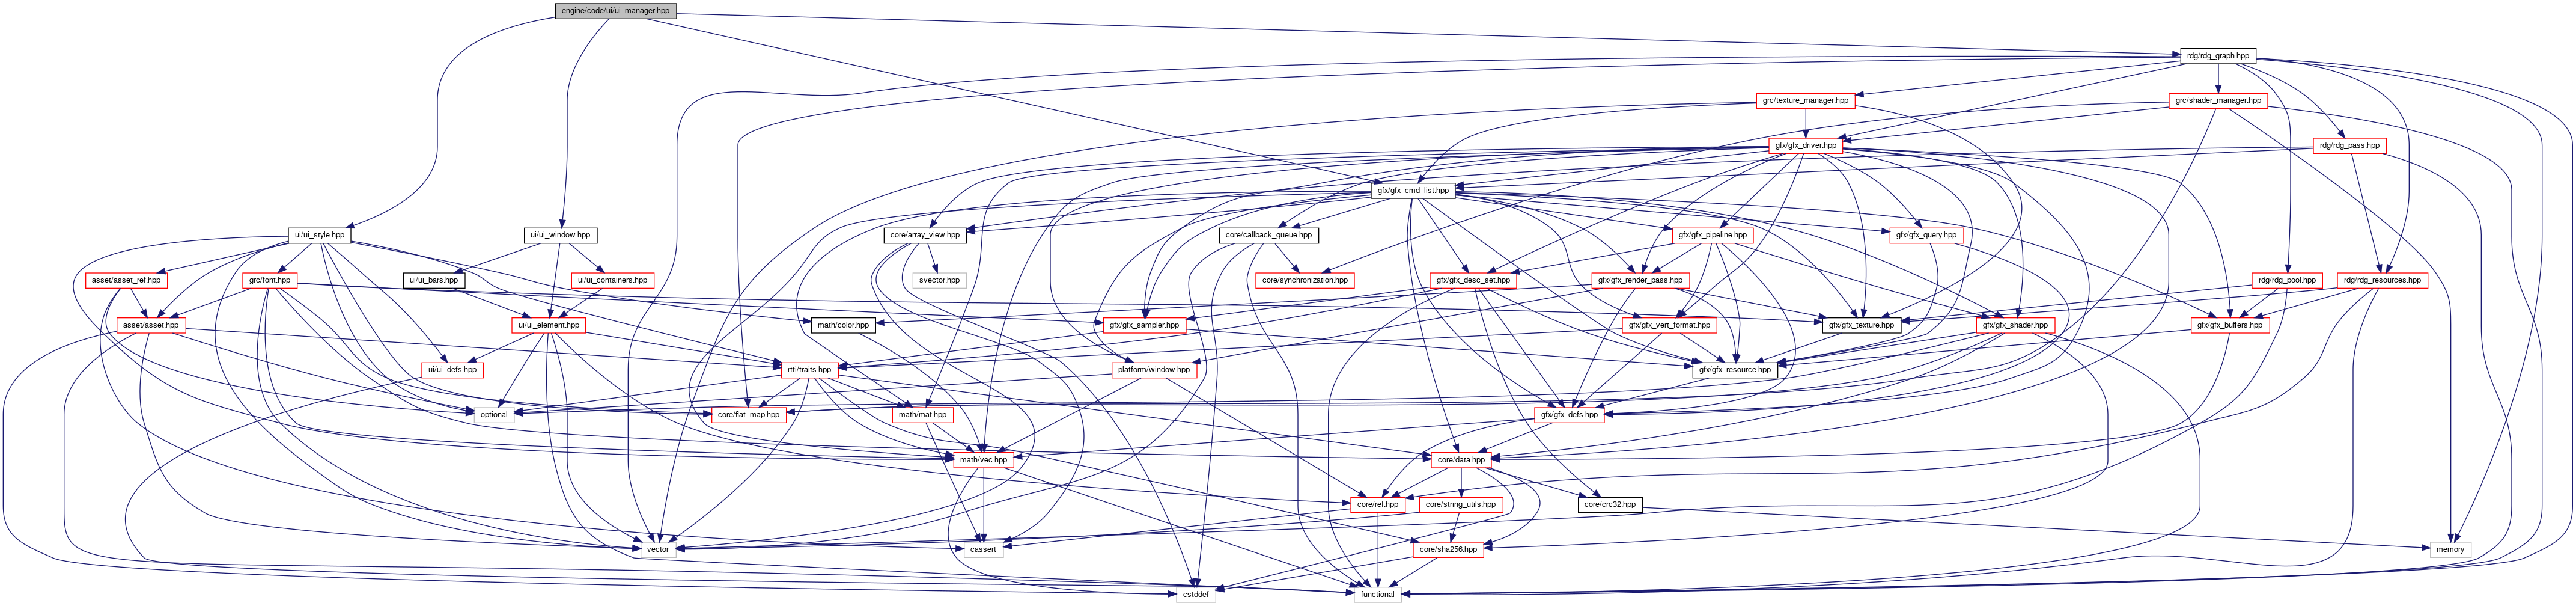 engine/code/ui/ui_manager.hpp
rdg/rdg_graph.hpp
grc/texture_manager.hpp
grc/shader_manager.hpp
gfx/gfx_driver.hpp
rdg/rdg_pass.hpp
gfx/gfx_cmd_list.hpp
ui/ui_style.hpp
ui/ui_window.hpp
core/array_view.hpp
core/callback_queue.hpp
gfx/gfx_pipeline.hpp
gfx/gfx_query.hpp
asset/asset_ref.hpp
grc/font.hpp
ui/ui_bars.hpp
ui/ui_containers.hpp
svector.hpp
core/synchronization.hpp
gfx/gfx_desc_set.hpp
gfx/gfx_render_pass.hpp
rdg/rdg_pool.hpp
rdg/rdg_resources.hpp
asset/asset.hpp
ui/ui_element.hpp
math/color.hpp
gfx/gfx_sampler.hpp
gfx/gfx_vert_format.hpp
gfx/gfx_texture.hpp
gfx/gfx_shader.hpp
gfx/gfx_buffers.hpp
ui/ui_defs.hpp
rtti/traits.hpp
platform/window.hpp
gfx/gfx_resource.hpp
optional
core/flat_map.hpp
math/mat.hpp
gfx/gfx_defs.hpp
math/vec.hpp
core/data.hpp
core/ref.hpp
core/string_utils.hpp
core/crc32.hpp
vector
cassert
core/sha256.hpp
memory
cstddef
functional